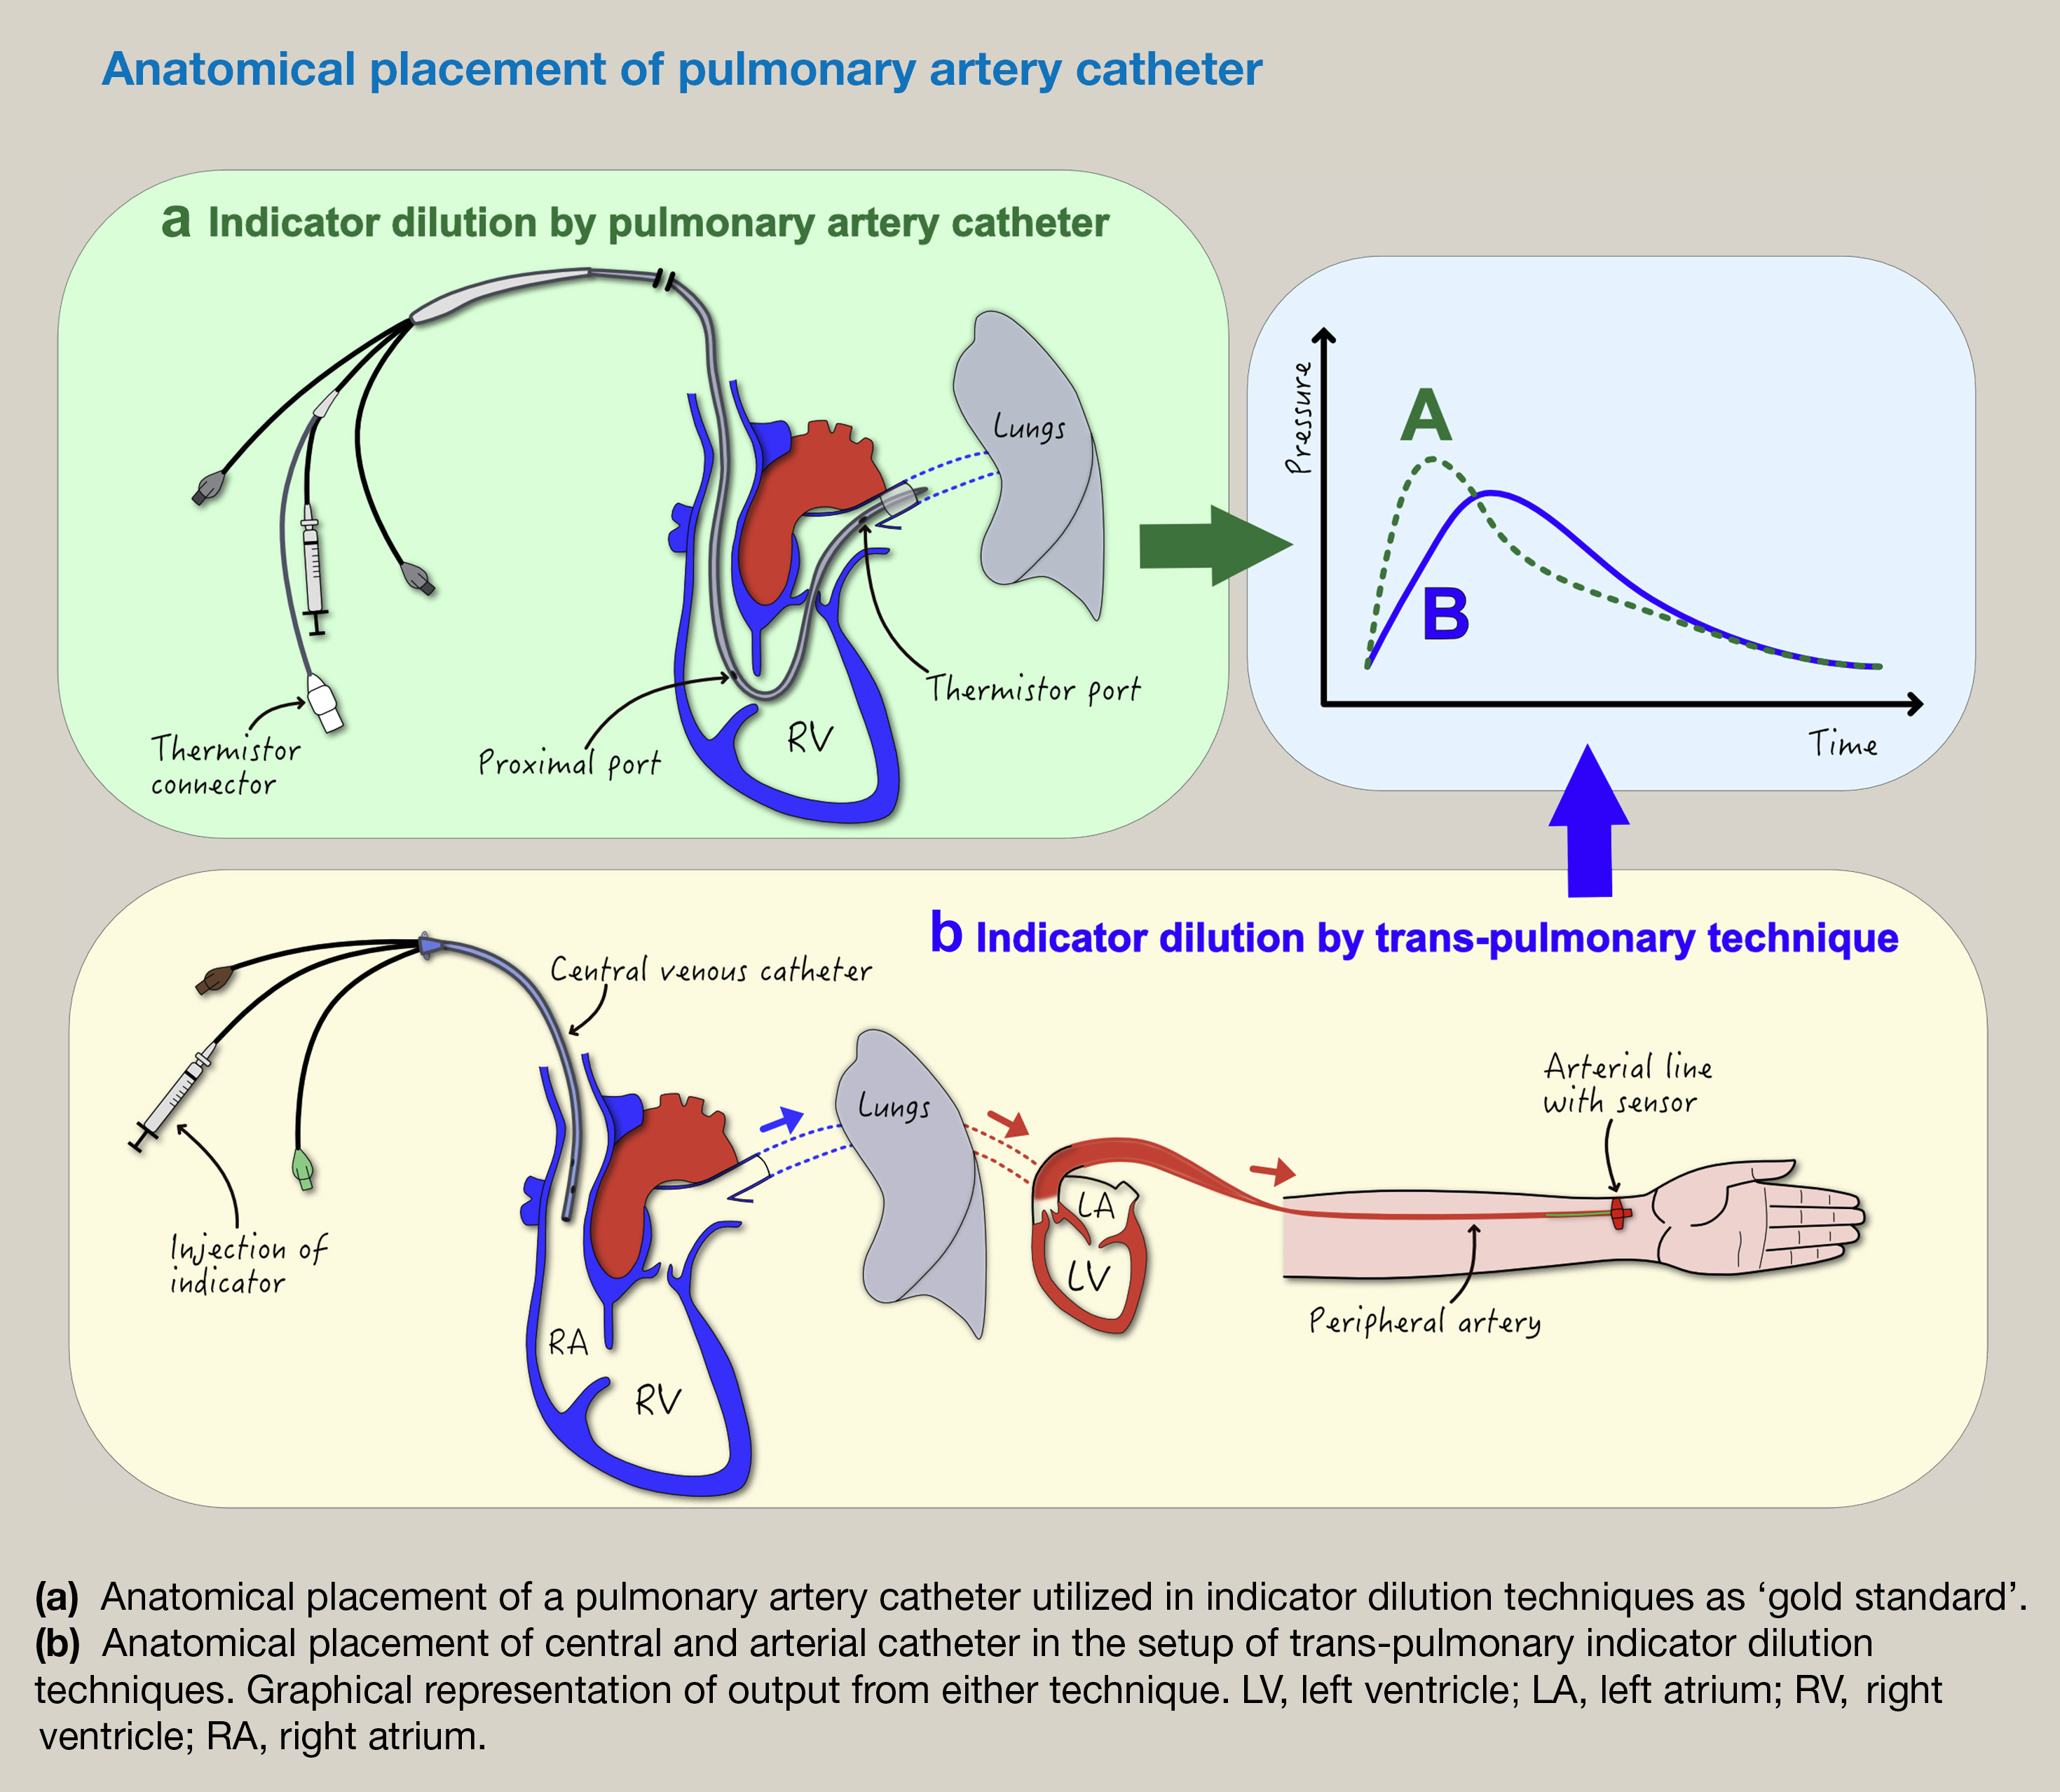 Anatomical placement of pulmonary artery catheter
a Indicator dilution by pulmonary artery catheter
Lungs
Thermistor port
RV
Proximal port
Thermistor
connector
Pressure
A
B
Time
b Indicator dilution by trans-pulmonary technique
Central venous catheter
Injection of
indicator
RA
RV
Lungs
LA
LV
Arterial line
with sensor
Peripheral artery
(a) Anatomical placement of a pulmonary artery catheter utilized in indicator dilution techniques as ‘gold standard’.
(b) Anatomical placement of central and arterial catheter in the setup of trans-pulmonary indicator dilution
techniques. Graphical representation of output from either technique. LV, left ventricle; LA, left atrium; RV, right
ventricle; RA, right atrium.